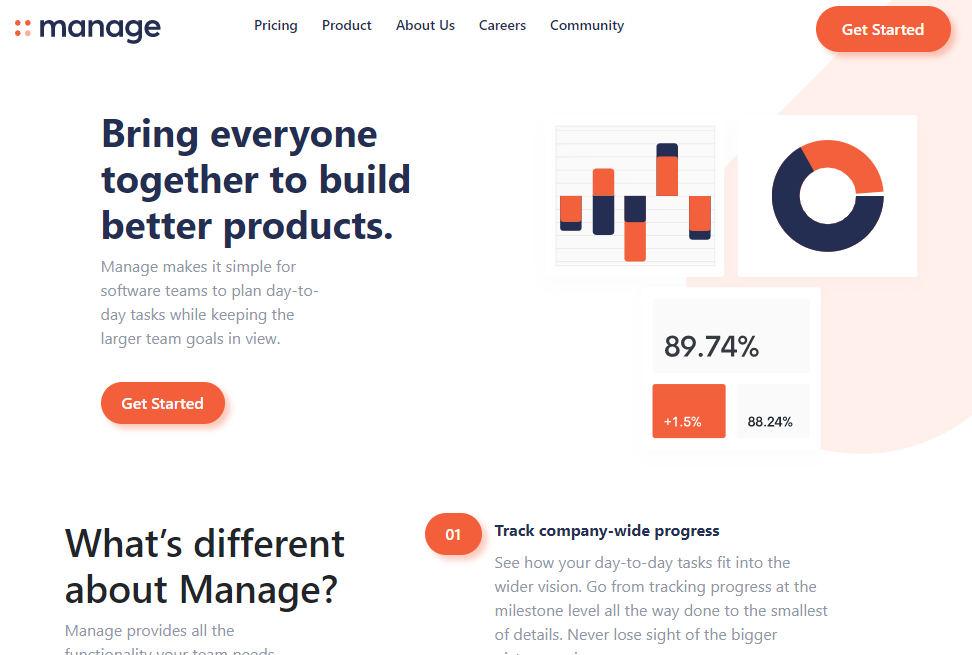 manage
Pricing
Product
About Us
Careers
Community
Get Started
Bring everyone
together to build
better products.
Manage makes it simple for
software teams to plan day-to-
day tasks while keeping the
larger team goals in view.
Get Started
89.74%
+1.5%
88.24%
What’s different
about Manage?
Manage provides all the
functionality your team needs
01
Track company-wide progress
See how your day-to-day tasks fit into the
wider vision. Go from tracking progress at the
milestone level all the way done to the smallest
of details. Never lose sight of the bigger